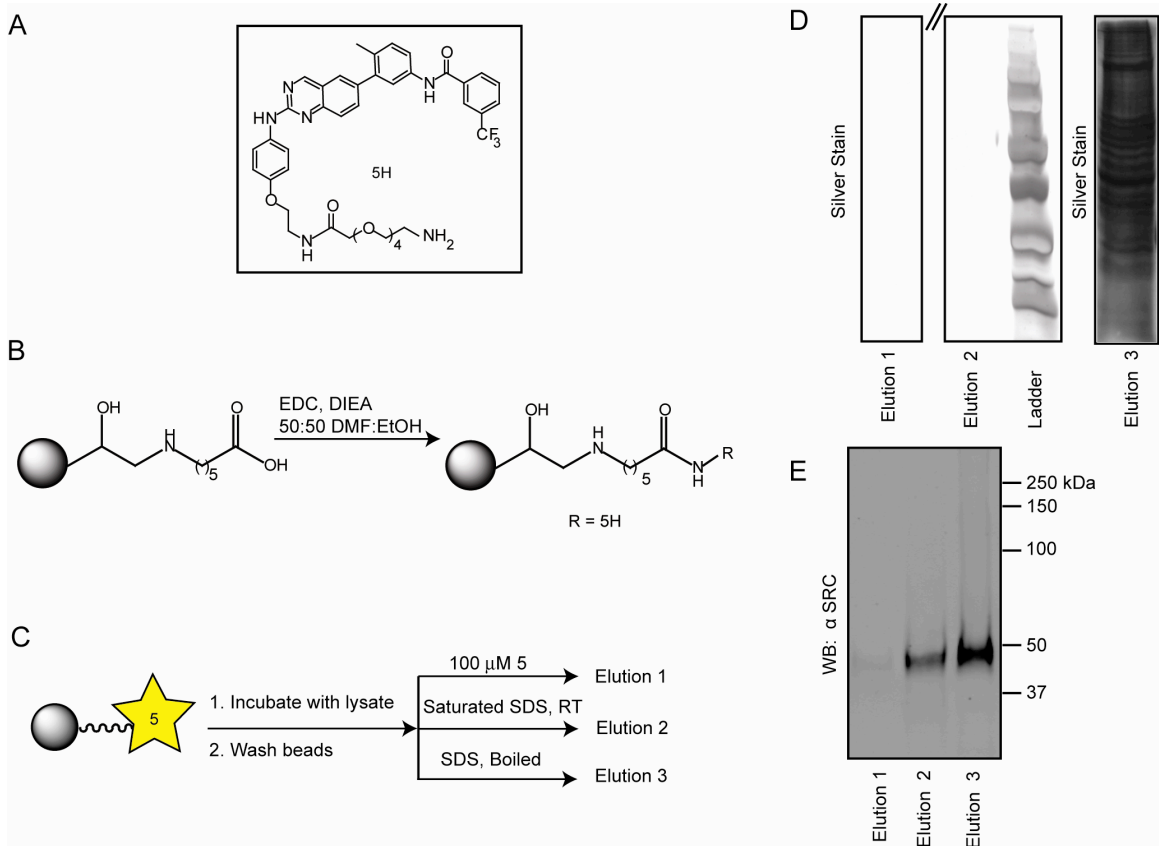 A
N
N
HN
O
N
H
CF
3
5H
O
O
N
H
( O )
4
NH2
B
OH
H
N
( )
5
O
OH
EDC, DIEA
50:50 DMF:EtOH
OH
H
N
( )
5
O
N
H
R
R = 5H
C
5
1. Incubate with lysate
2. Wash beads
100 µM 5
Saturated SDS, RT
SDS, Boiled
Elution 1
Elution 2
Elution 3
D
Silver Stain
Elution 1
Elution 2
Ladder
Silver Stain
Elution 3
E
WB: α SRC
250 kDa
150
100
50
37
Elution 1
Elution 2
Elution 3